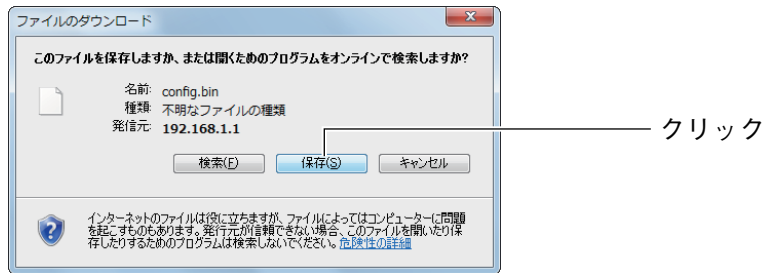 ファイルのダウンロード
このファイルを保存しますか、または開くためのプログラムをオンラインで検索しますか?
名前: config.bin
種類: 不明なファイルの種類
発信元: 192.168.1.1
検索(F) 保存(S) キャンセル
クリック
インターネットのファイルは役に立ちますが、ファイルによってはコンピューターに問題
を起こすものもあります。発行元が信頼できない場合、このファイルを開いたり保
存したりするためのプログラムは検索しないでください。危険性の詳細